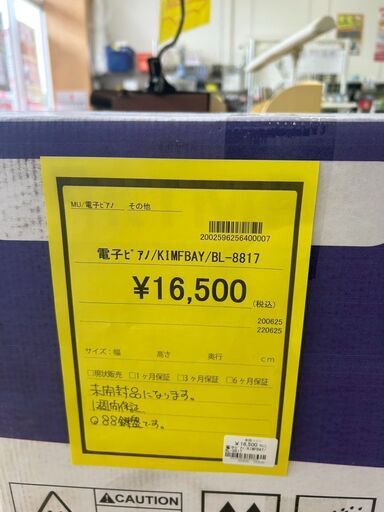 MU/電子ピアノ　その他
2002596256400007
電子ピアノ/KIMFBAY/BL-8817
¥16,500 (税込)
200625
220625
サイズ：幅　高さ　奥行　cm
□現状販売　□1ヶ月保証　□3ヶ月保証　□6ヶ月保証
未開封品になります。
1週間保証
88鍵盤です。
¥16,500
CAUTION